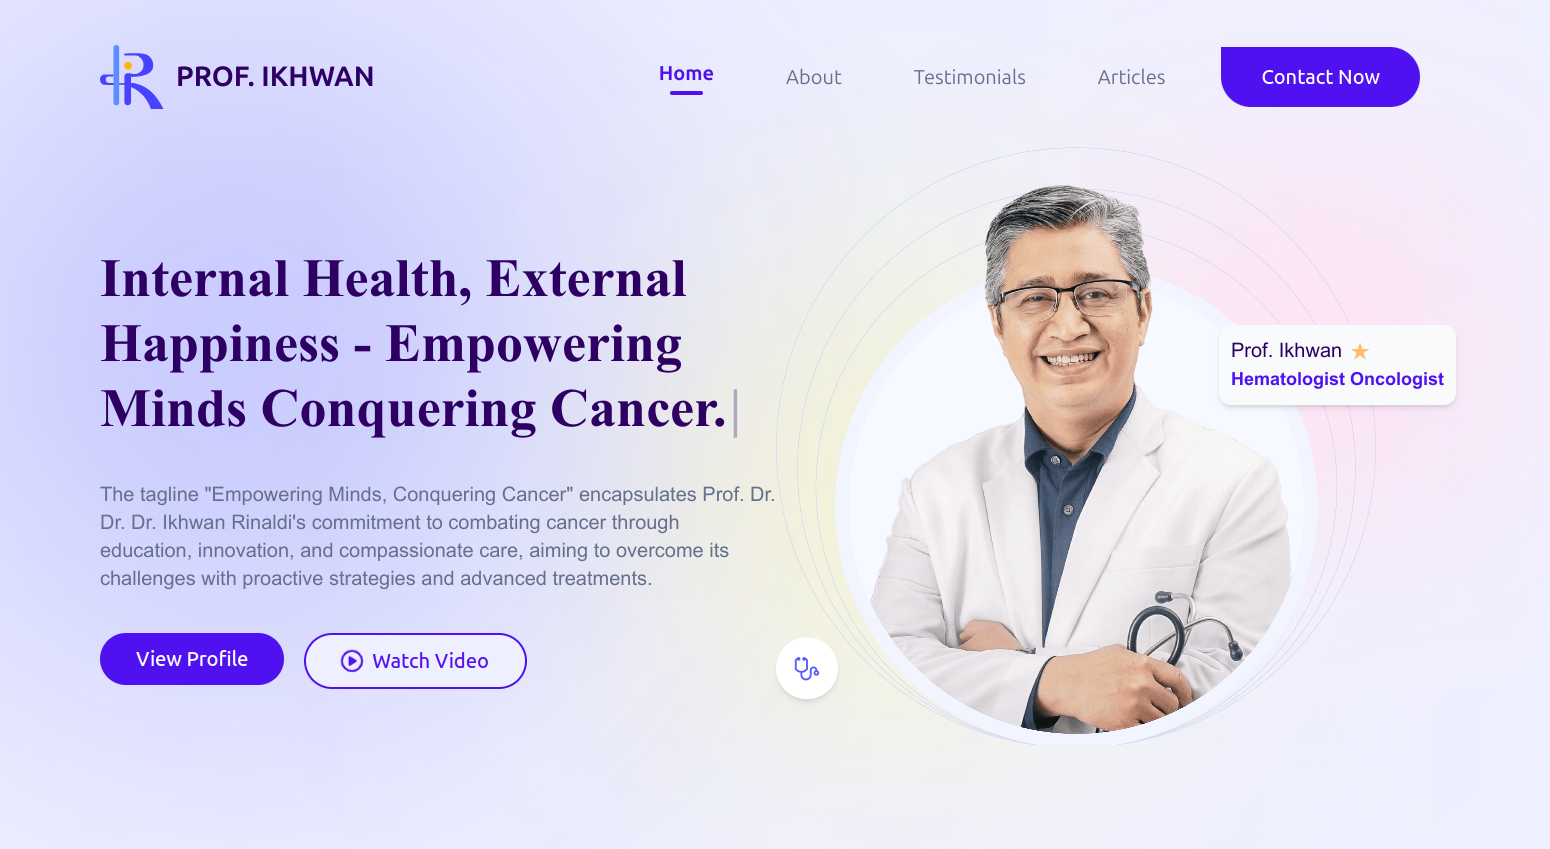 PROF. IKHWAN
Home
About
Testimonials
Articles
Contact Now
Internal Health, External
Happiness - Empowering
Minds Conquering Cancer.
The tagline "Empowering Minds, Conquering Cancer" encapsulates Prof. Dr.
Dr. Dr. Ikhwan Rinaldi's commitment to combating cancer through
education, innovation, and compassionate care, aiming to overcome its
challenges with proactive strategies and advanced treatments.
View Profile
Watch Video
Prof. Ikhwan
Hematologist Oncologist